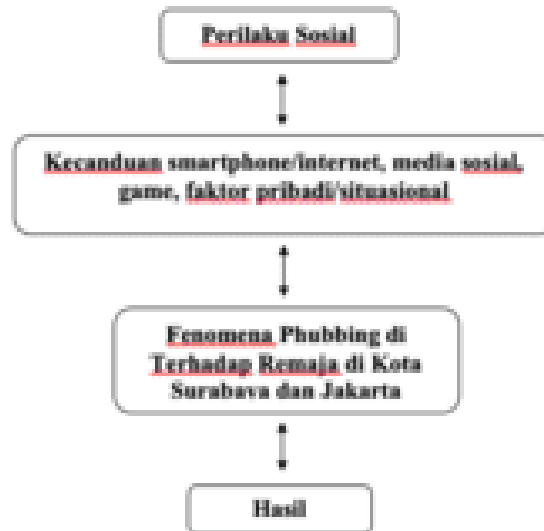 Perilaku Sosial
Kecanduan smartphone/internet, media sosial,
game, faktor pribadi/situasional
Fenomena Phubbing di
Terhadap Remaja di Kota
Surabaya dan Jakarta
Hasil